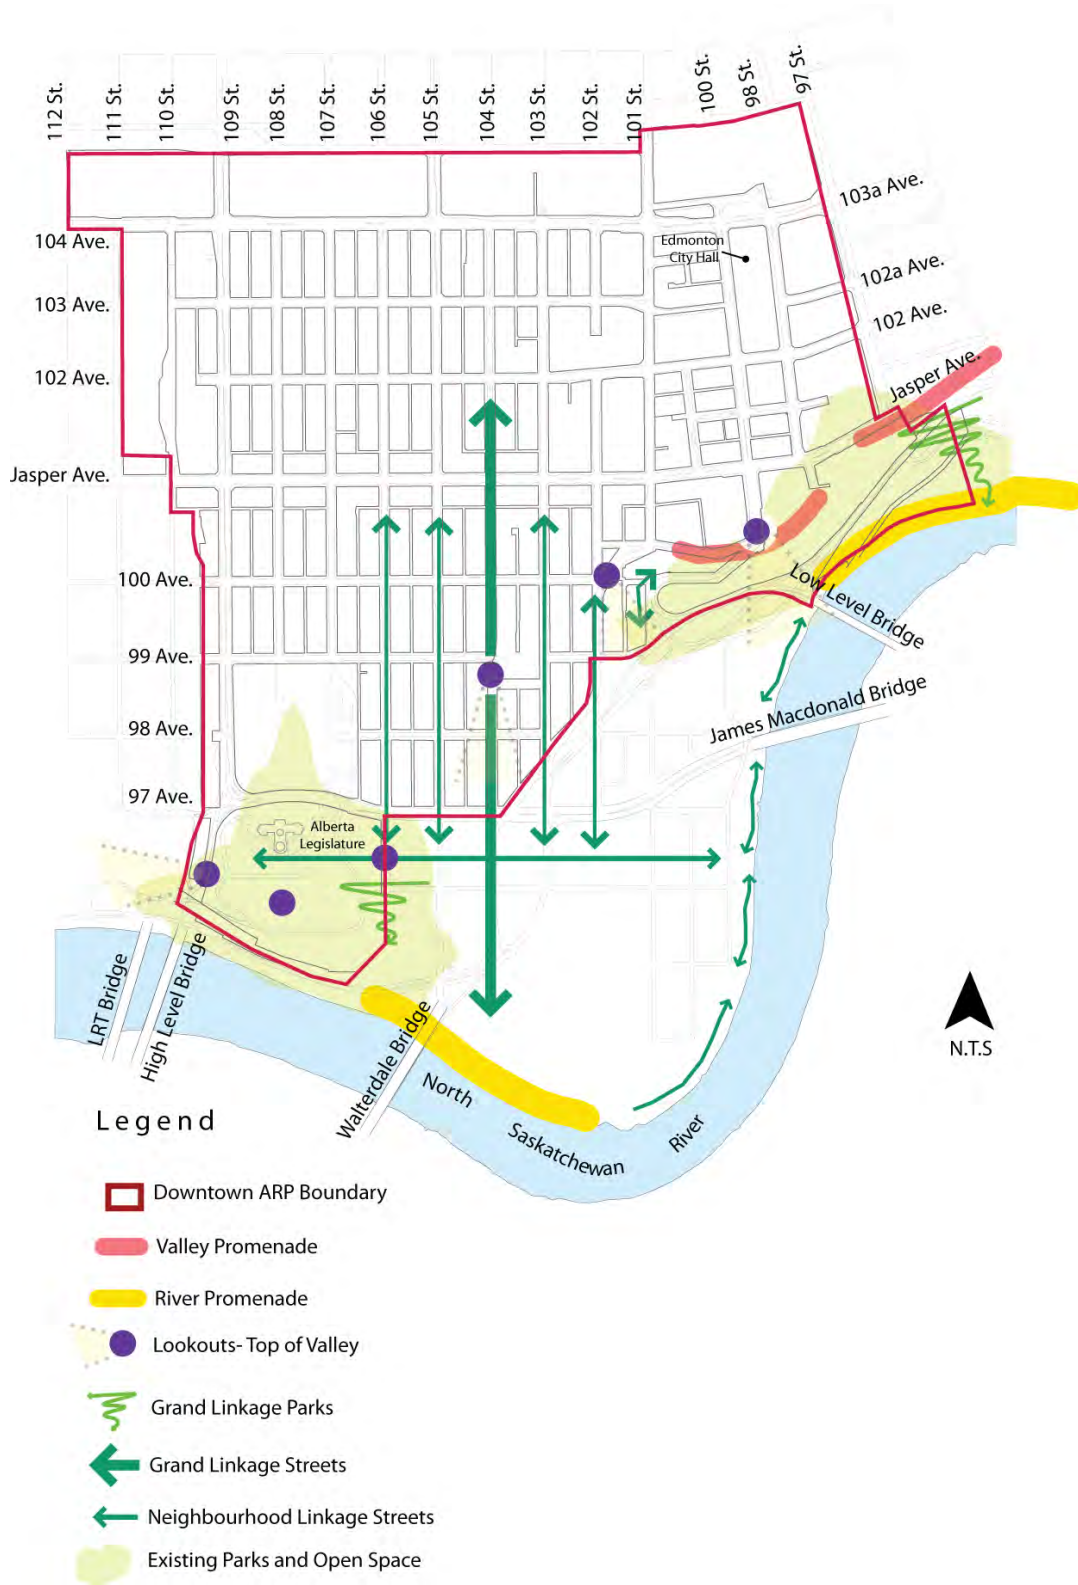 112 St.
111 St.
110 St.
109 St.
108 St.
107 St.
106 St.
105 St.
104 St.
103 St.
102 St.
101 St.
100 St.
98 St.
97 St.
103a Ave.
104 Ave.
Edmonton
City Hall
102a Ave.
103 Ave.
102 Ave.
102 Ave.
Jasper Ave.
Jasper Ave.
100 Ave.
Low Level Bridge
99 Ave.
James Macdonald Bridge
98 Ave.
97 Ave.
Alberta
Legislature
LRT Bridge
High Level Bridge
Walterdale Bridge
North
Saskatchewan
River
N.T.S
Legend
Downtown ARP Boundary
Valley Promenade
River Promenade
Lookouts- Top of Valley
Grand Linkage Parks
Grand Linkage Streets
Neighbourhood Linkage Streets
Existing Parks and Open Space